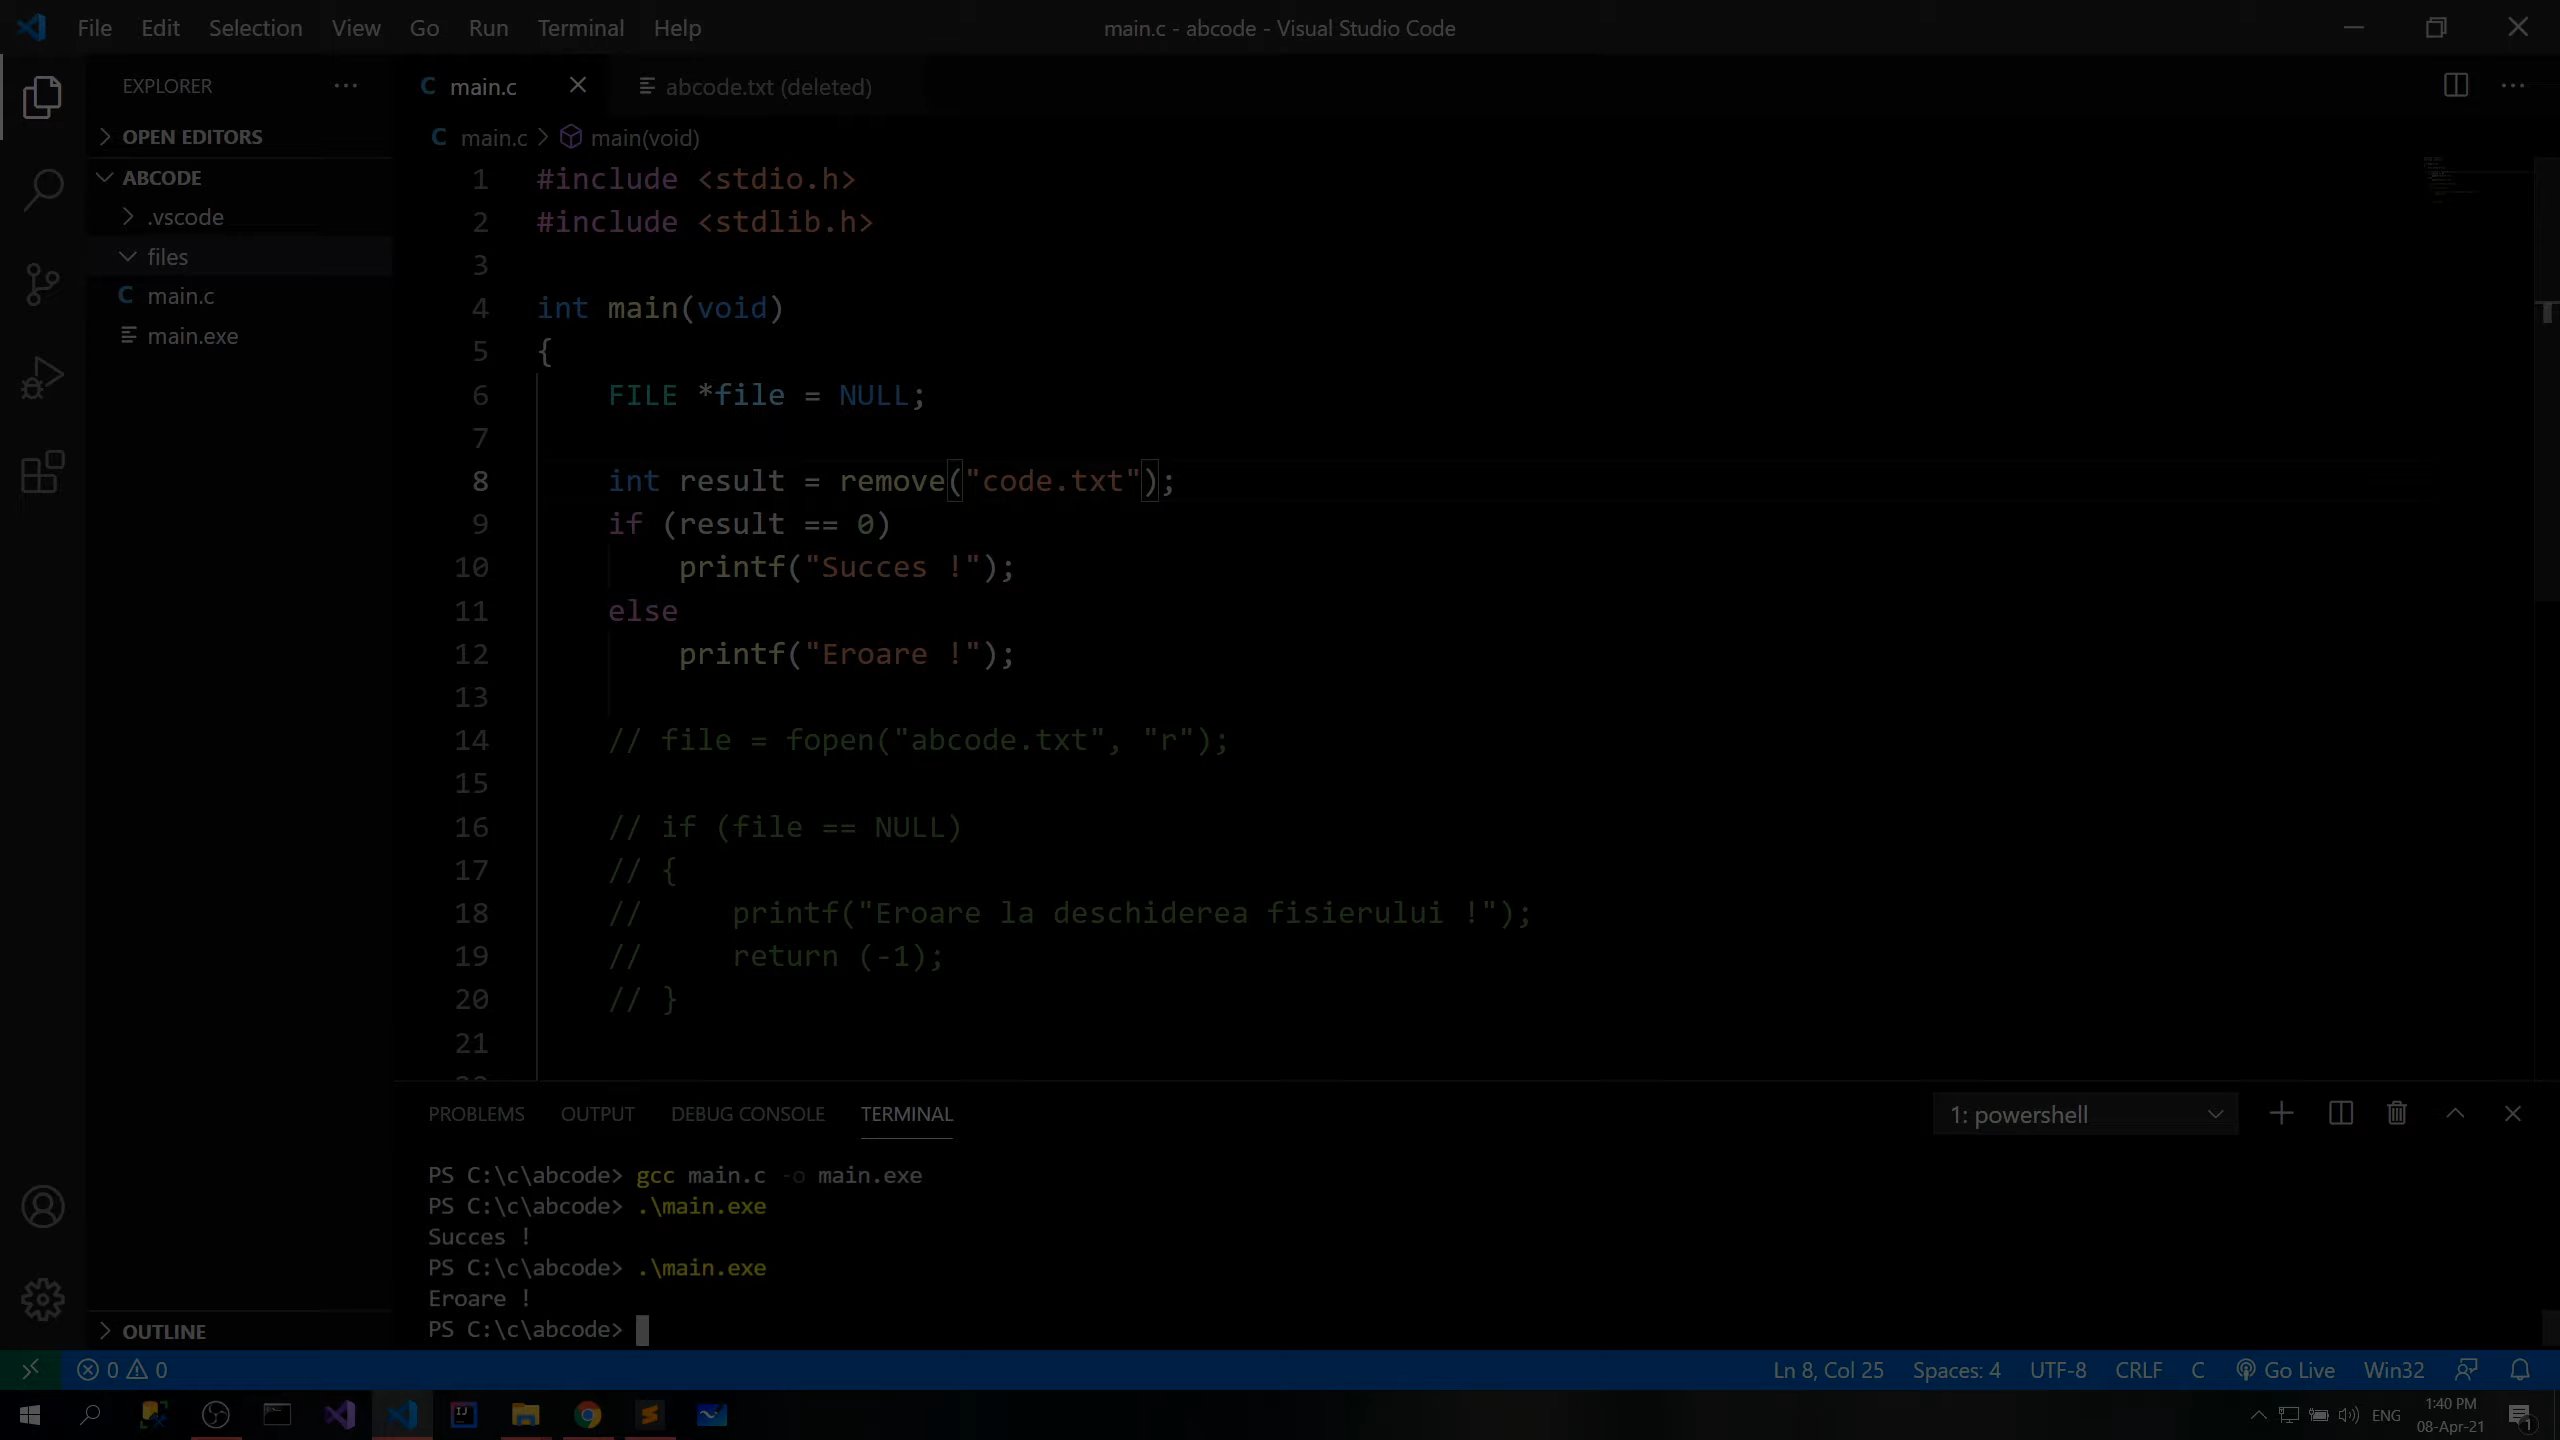 File Edit Selection View Go Run Terminal Help
main.c - abcode - Visual Studio Code
EXPLORER
OPEN EDITORS
ABCODE
.vscode
files
C main.c
main.exe
OUTLINE
C main.c
abcode.txt (deleted)
C main.c > main(void)
1 #include <stdio.h>
2 #include <stdlib.h>
3
4 int main(void)
5 {
6 FILE *file = NULL;
7
8 int result = remove("code.txt");
9 if (result == 0)
10 printf("Succes !");
11 else
12 printf("Eroare !");
13
14 // file = fopen("abcode.txt", "r");
15
16 // if (file == NULL)
17 // {
18 // printf("Eroare la deschiderea fisierului !");
19 // return (-1);
20 // }
21
PROBLEMS OUTPUT DEBUG CONSOLE TERMINAL
1: powershell
PS C:\c\abcode> gcc main.c -o main.exe
PS C:\c\abcode> .\main.exe
Succes !
PS C:\c\abcode> .\main.exe
Eroare !
PS C:\c\abcode>
0 0
Ln 8, Col 25 Spaces: 4 UTF-8 CRLF C Go Live Win32
ENG
1:40 PM
08-Apr-21
1